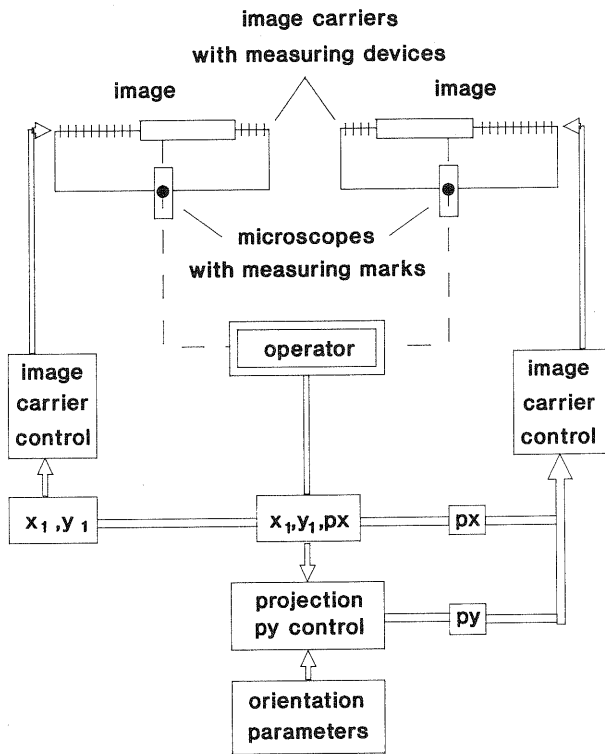 image carriers
with measuring devices
image
image
microscopes
with measuring marks
operator
image
carrier
control
image
carrier
control
x₁ ,y₁
x₁,y₁,px
px
projection
py control
py
orientation
parameters